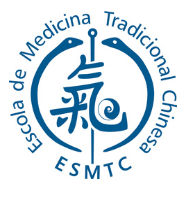 Escola de Medicina Tradicional Chinesa
氣
ESMTC